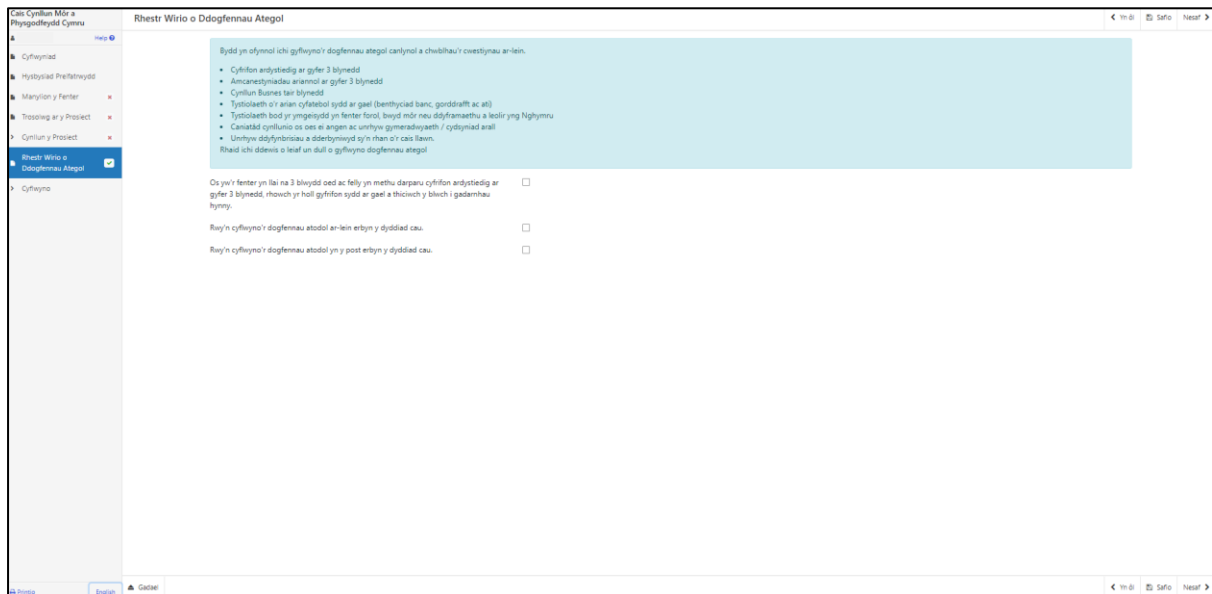 Cais Cynllun Môr a
Physgodfeydd Cymru
Rhestr Wirio o Ddogfennau Ategol
Yn ôl
Safio
Nesaf
Help
Cyflwyniad
Hysbysiad Preifatrwydd
Manylion y Fenter
Trosolwg ar y Prosiect
Cynllun y Prosiect
Rhestr Wirio o
Ddogfennau Ategol
Cyflwyno
Bydd yn ofynnol ichi gyflwyno'r dogfennau ategol canlynol a chwblhau'r cwestiynau ar-lein.
• Cyfrifon ardystiedig ar gyfer 3 blynedd
• Amcanestyniadau ariannol ar gyfer 3 blynedd
• Cynllun Busnes tair blynedd
• Tystiolaeth o'r arian cyfatebol sydd ar gael (benthyciad banc, gorddrafft ac ati)
• Tystiolaeth bod yr ymgeisydd yn fenter forol, bwyd môr neu ddyframaeth a leolir yng Nghymru
• Caniatâd cynllunio os oes ei angen ac unrhyw gymeradwyaeth / cydsyniad arall
• Unrhyw ddyfynbrisiau a dderbyniwyd sy'n rhan o'r cais llawn.
Rhaid ichi ddewis o leiaf un dull o gyflwyno dogfennau ategol
Os yw'r fenter yn llai na 3 blwydd oed ac felly yn methu darparu cyfrifon ardystiedig ar
gyfer 3 blynedd, rhowch yr holl gyfrifon sydd ar gael a thiciwch y blwch i gadarnhau
hynny.
Rwy'n cyflwyno'r dogfennau atodol ar-lein erbyn y dyddiad cau.
Rwy'n cyflwyno'r dogfennau atodol yn y post erbyn y dyddiad cau.
Printio
English
Gadael
Yn ôl
Safio
Nesaf